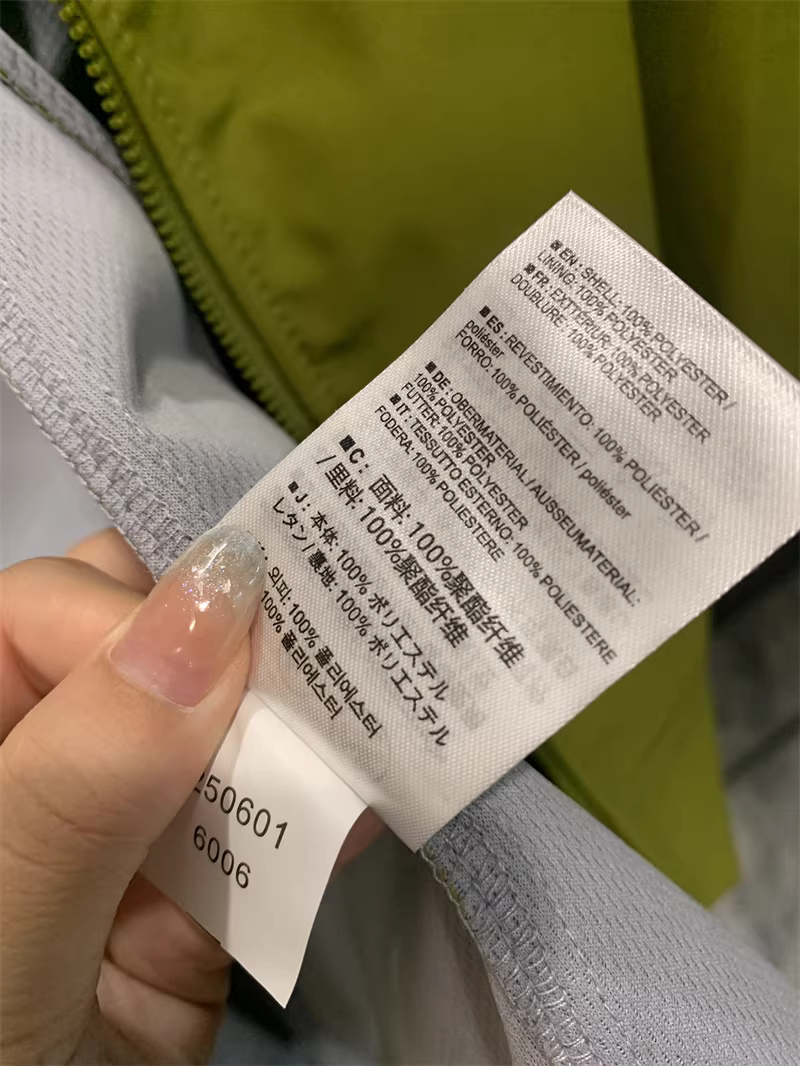 EN : SHELL: 100% POLYESTER /
LINING: 100% POLYESTER
FR : EXTÉRIUR: 100% POLYESTER
DOUBLURE: 100% POLYESTER
ES : REVESTIMIENTO: 100% POLIÉSTER /
poliéster
FORRO: 100% POLIÉSTER / poliéster
DE : OBERMATERIAL / AUSSEUMATERIAL:
100% POLYESTER
FUTTER: 100% POLYESTER
IT : TESSUTO ESTERNO: 100% POLIESTERE
FODERA: 100% POLIESTERE
C : 面料: 100%聚酯纤维
/ 里料: 100%聚酯纤维
J : 本体: 100% ポリエステル
レタン / 裏地: 100% ポリエステル
외피: 100% 폴리에스터
100% 폴리에스터
250601
6006